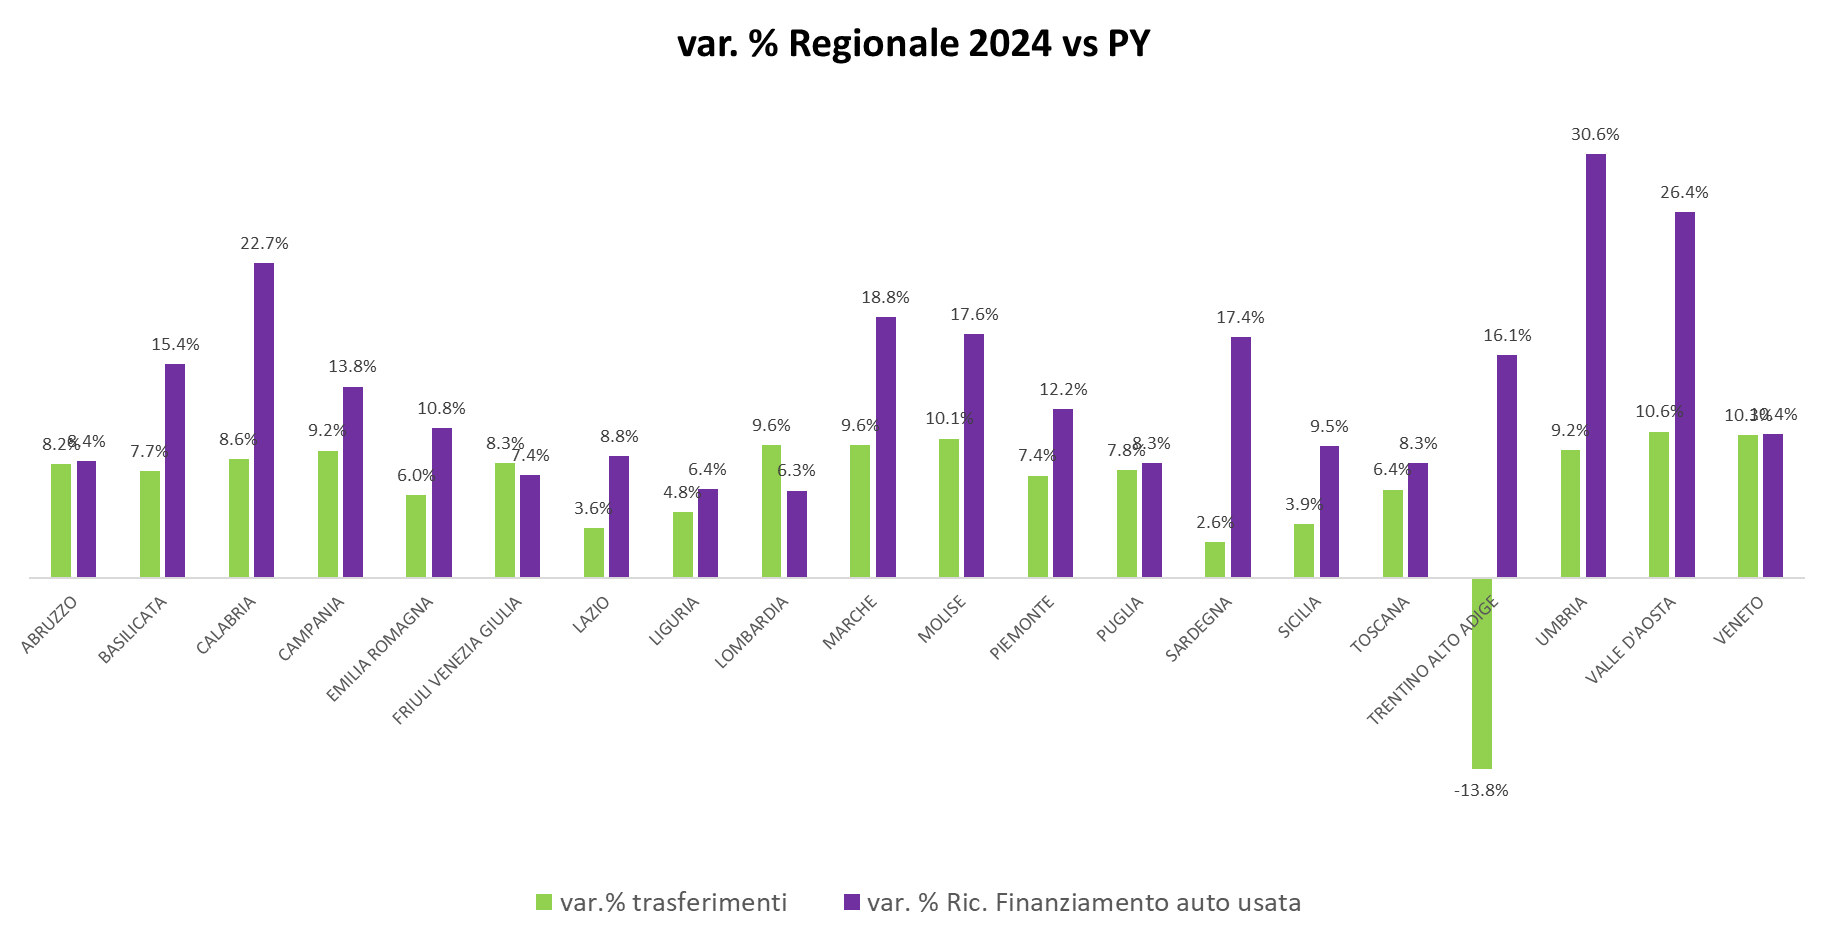 var. % Regionale 2024 vs PY
30.6%
26.4%
22.7%
18.8%
17.6%
17.4%
16.1%
15.4%
13.8%
12.2%
10.8%
8.2% 8.4% 7.7% 8.6% 9.2% 6.0% 8.3% 7.4% 3.6% 8.8% 4.8% 6.4% 9.6% 6.3% 9.6% 10.1% 7.4% 7.8% 8.3% 2.6% 3.9% 9.5% 6.4% 8.3% 9.2% 10.6% 10.3% 10.4%
ABRUZZO
BASILICATA
CALABRIA
CAMPANIA
EMILIA ROMAGNA
FRIULI VENEZIA GIULIA
LAZIO
LIGURIA
LOMBARDIA
MARCHE
MOLISE
PIEMONTE
PUGLIA
SARDEGNA
SICILIA
TOSCANA
TRENTINO ALTO ADIGE
UMBRIA
VALLE D'AOSTA
VENETO
-13.8%
var.% trasferimenti
var. % Ric. Finanziamento auto usata